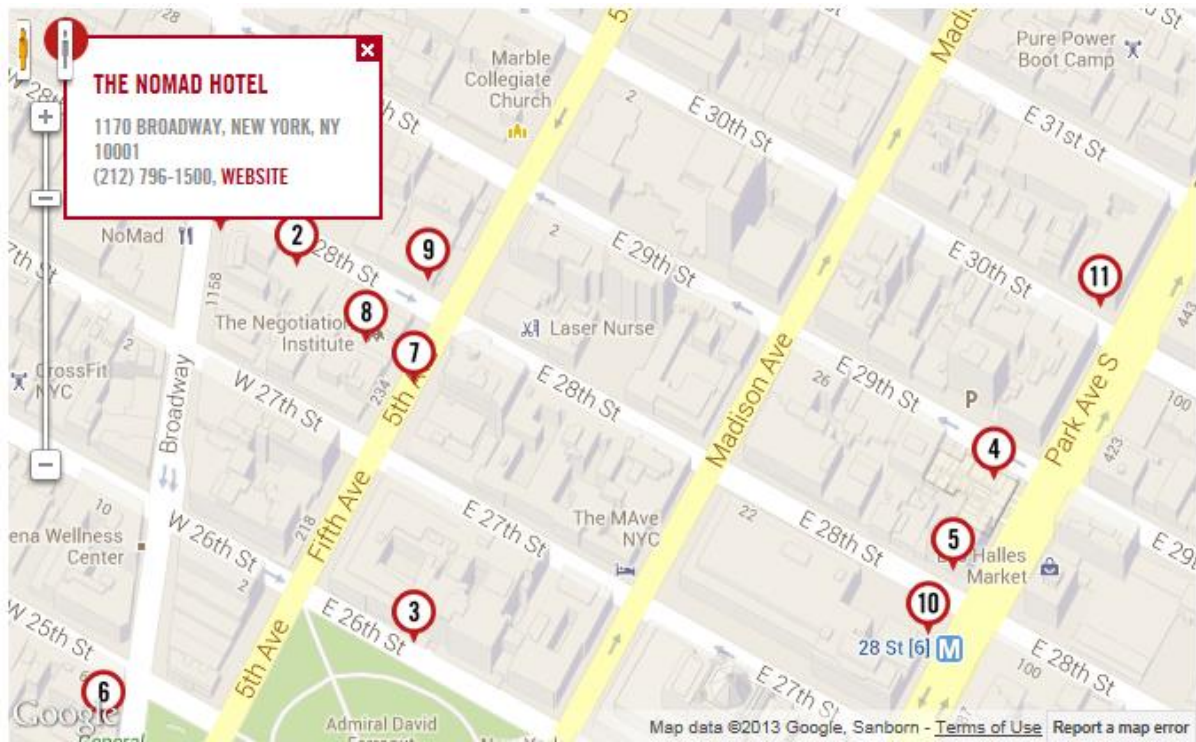 28
THE NOMAD HOTEL
1170 BROADWAY, NEW YORK, NY
10001
(212) 796-1500, WEBSITE
Marble
Collegiate
Church
Pure Power
Boot Camp
2
E 30th St
E 31st St
NoMad
2
28th St
9
2
E 29th St
E 30th St
11
1158
The Negotiation
Institute
8
7
Laser Nurse
443
CrossFit
NYC
2
W 27th St
234
5th
E 28th St
Madison Ave
26
E 29th St
P
100
Broadway
Park Ave S
423
4
10
ena Wellness
Center
W 26th St
218
Fifth Ave
E 27th St
The MAve
NYC
22
E 28th St
5
Halles
Market
E 29
2
W 25th St
E 26th St
3
10
28 St [6] M
100
E 28th St
6
5th Ave
E 27th St
Google
General
Admiral David
Map data ©2013 Google, Sanborn - Terms of Use Report a map error